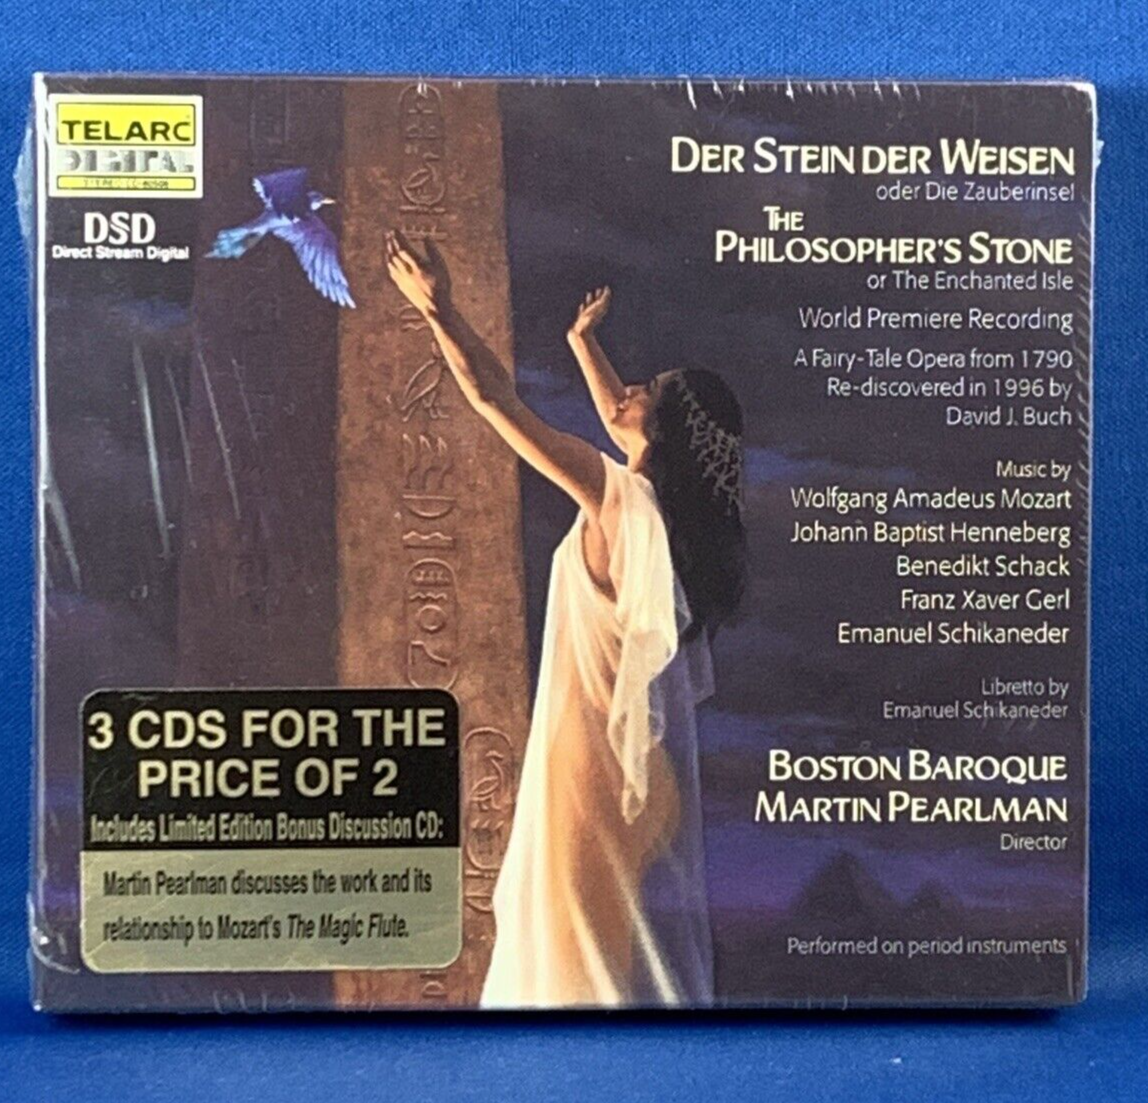 TELARC
DIGITAL
STEREO CD-80508
DSD
Direct Stream Digital
DER STEIN DER WEISEN
oder Die Zauberinsel
THE
PHILOSOPHER'S STONE
or The Enchanted Isle
World Premiere Recording
A Fairy-Tale Opera from 1790
Re-discovered in 1996 by
David J. Buch
Music by
Wolfgang Amadeus Mozart
Johann Baptist Henneberg
Benedikt Schack
Franz Xaver Gerl
Emanuel Schikaneder
Libretto by
Emanuel Schikaneder
BOSTON BAROQUE
MARTIN PEARLMAN
Director
Performed on period instruments
3 CDS FOR THE
PRICE OF 2
Includes Limited Edition Bonus Discussion CD:
Martin Pearlman discusses the work and its
relationship to Mozart's The Magic Flute.